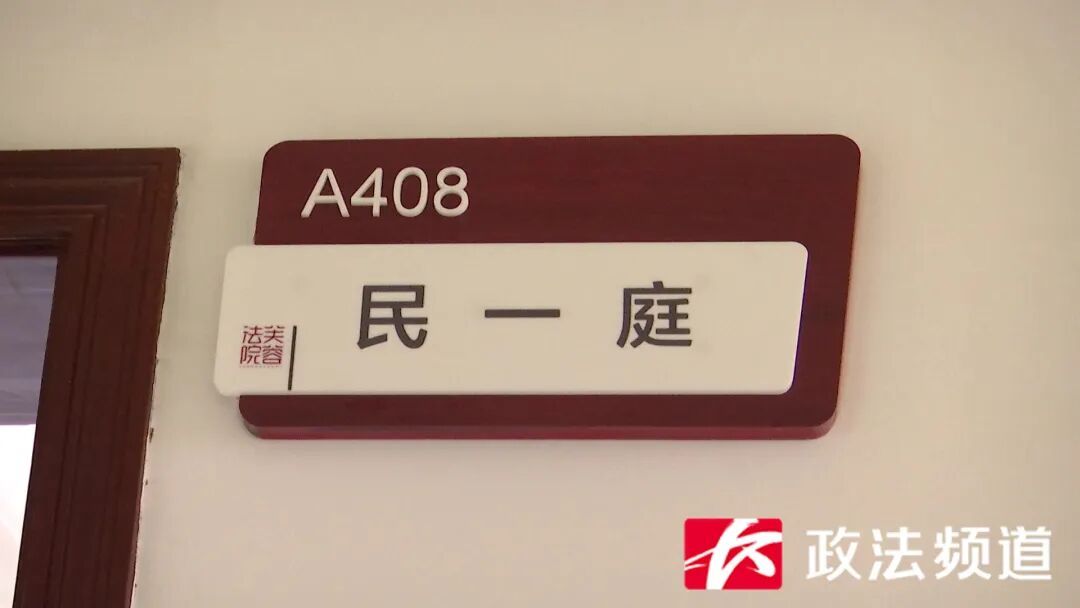 A408
民一庭
芙蓉
法院
政法频道